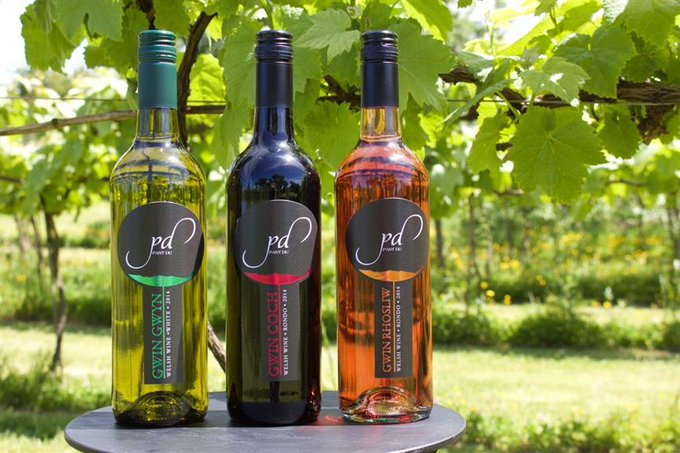 pd
PANT DU
GWIN GWYN
WELSH WINE • WHITE • 2014
pd
PANT DU
GWIN COCH
WELSH WINE • RONDO • 2014
pd
PANT DU
GWIN RHOSLIW
WELSH WINE • RONDO • 2014